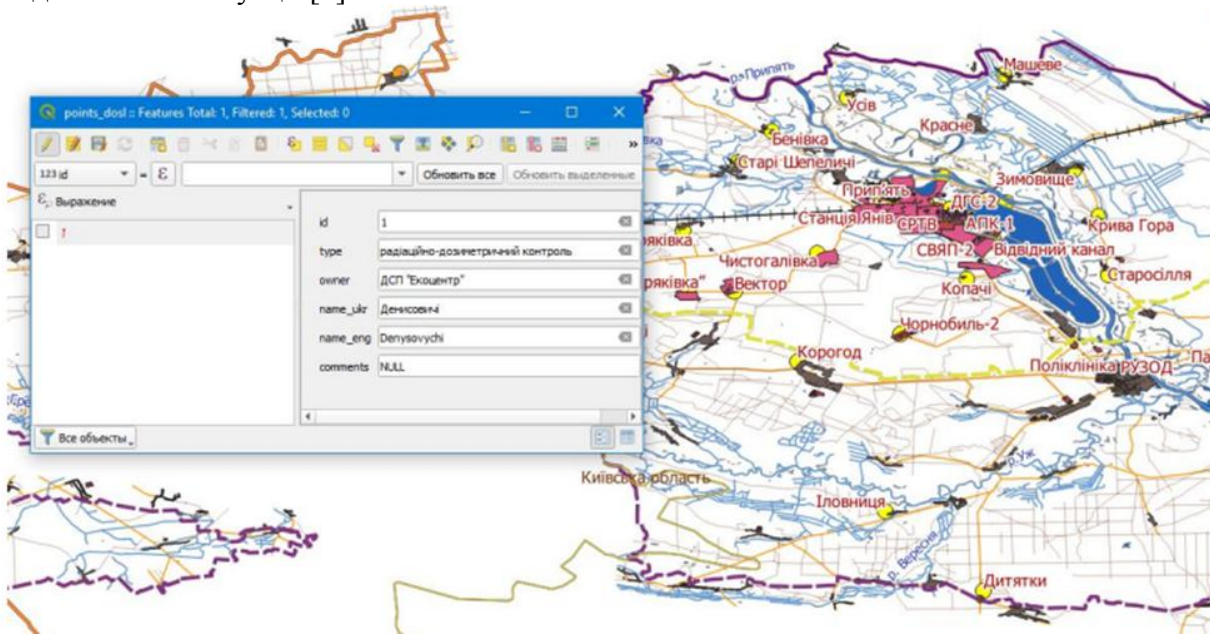 points_dosl :: Features Total: 1, Filtered: 1, Selected: 0
123 id
=
ε
Обновить все
Обновить выделенные
Выражение
1
id
1
type
радіаційно-дозиметричний контроль
owner
ДСП "Екоцентр"
name_ukr
Денисовичі
name_eng
Denysovychi
comments
NULL
Все объекты
р. Припять
Машеве
Усів
Красне
Бенівка
Старі Шепеличі
Зимовище
Прип'ять
ДГС-2
Станція Янів
СРТВ
АПК-1
Крива Гора
СВЯП-2
Відвідний канал
Чистогалівка
Старосілля
Вектор
Копачі
Чорнобиль-2
Корогод
Поліклініка
РУЗОД
р. Уж
Київська область
Іловниця
р. Вересня
Дитятки